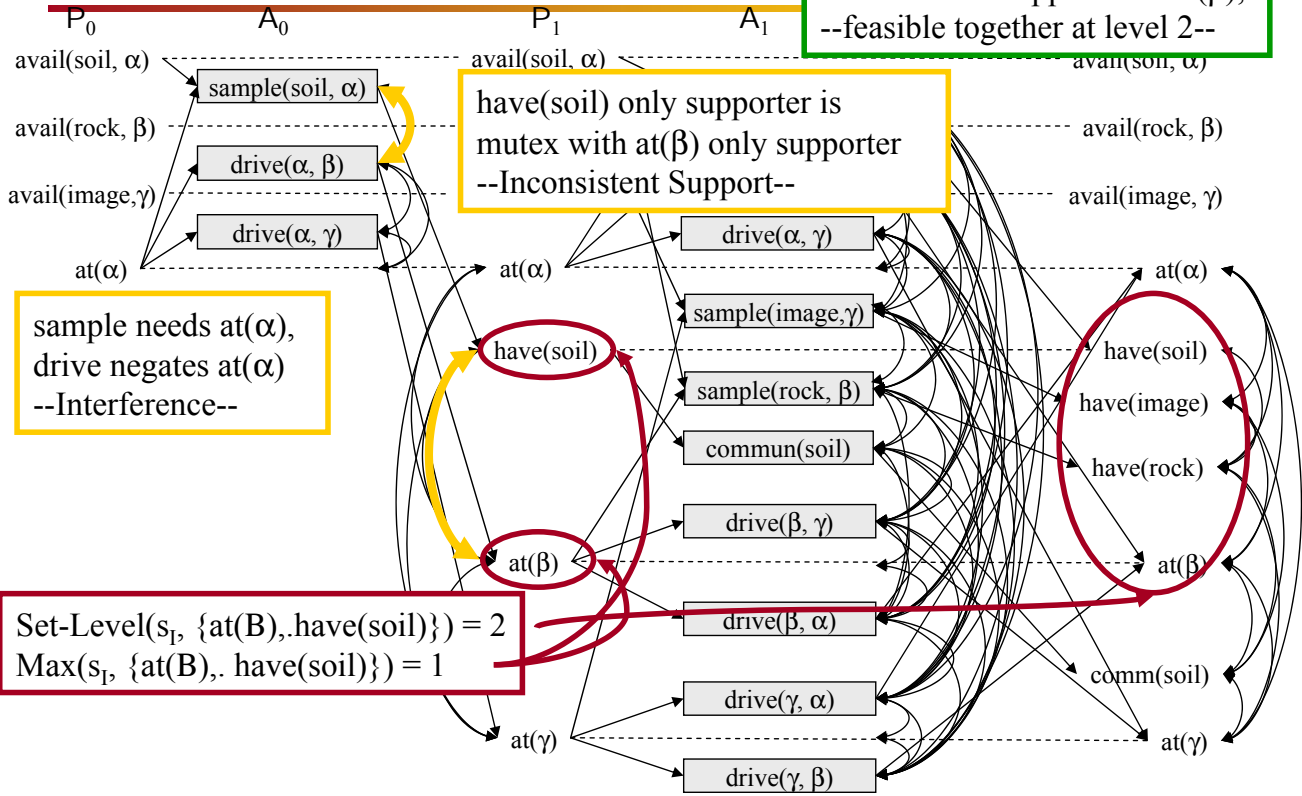 P0 A0 P1 A1
--feasible together at level 2--
avail(soil, α)
sample(soil, α)
avail(rock, β)
drive(α, β)
avail(image,γ)
drive(α, γ)
at(α)
sample needs at(α),
drive negates at(α)
--Interference--
avail(soil, α)
have(soil) only supporter is
mutex with at(β) only supporter
--Inconsistent Support--
at(α)
have(soil)
at(β)
at(γ)
drive(α, γ)
sample(image,γ)
sample(rock, β)
commun(soil)
drive(β, γ)
drive(β, α)
drive(γ, α)
drive(γ, β)
avail(soil, α)
avail(rock, β)
avail(image, γ)
at(α)
have(soil)
have(image)
have(rock)
at(β)
comm(soil)
at(γ)
Set-Level(sI, {at(B),.have(soil)}) = 2
Max(sI, {at(B),. have(soil)}) = 1